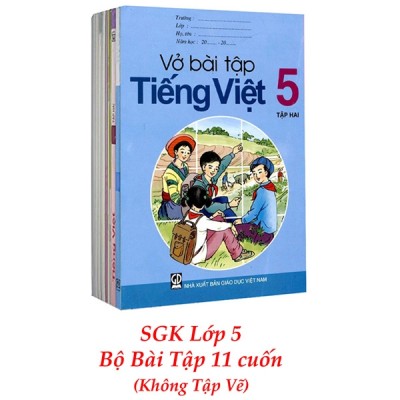 Trường:
Lớp:
Họ, tên:
Năm học: 20...... - 20......
Vở bài tập
Tiếng Việt 5
TẬP HAI
GD
NHÀ XUẤT BẢN GIÁO DỤC VIỆT NAM
SGK Lớp 5
Bộ Bài Tập 11 cuốn
(Không Tập Vẽ)